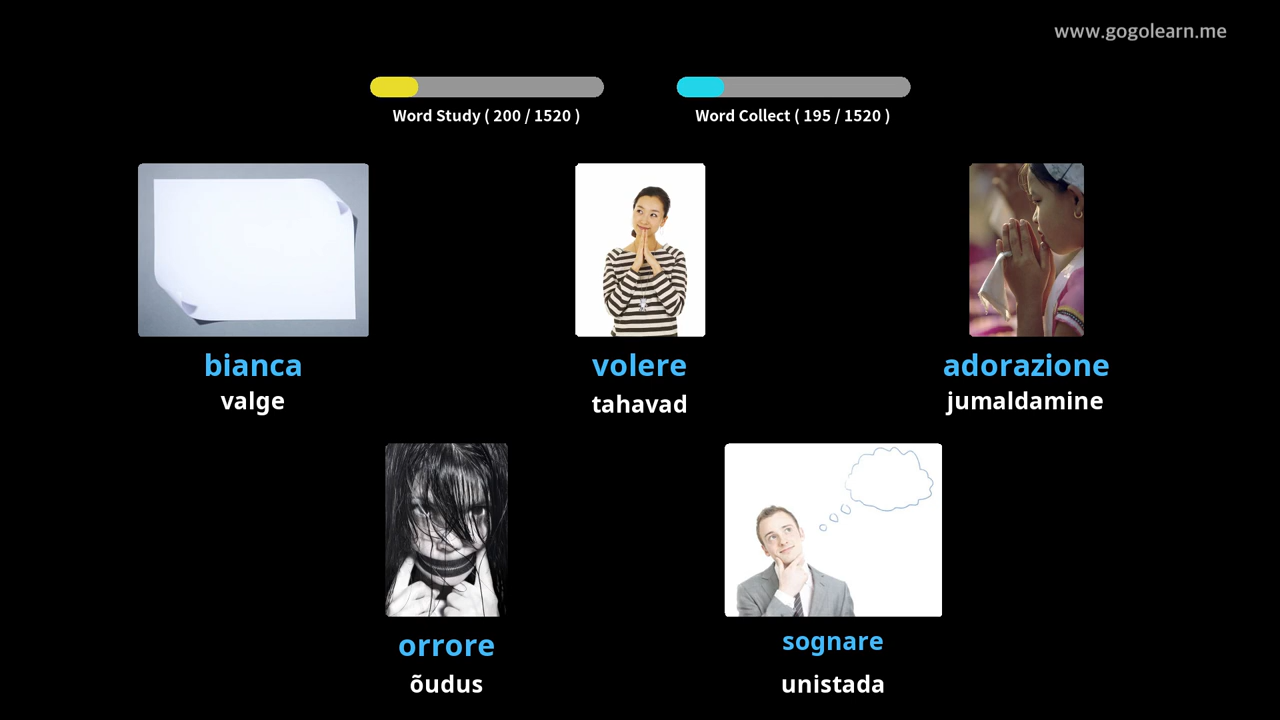 www.gogolearn.me
Word Study ( 200 / 1520 )
Word Collect ( 195 / 1520 )
bianca
valge
volere
tahavad
adorazione
jumaldamine
orrore
õudus
sognare
unistada